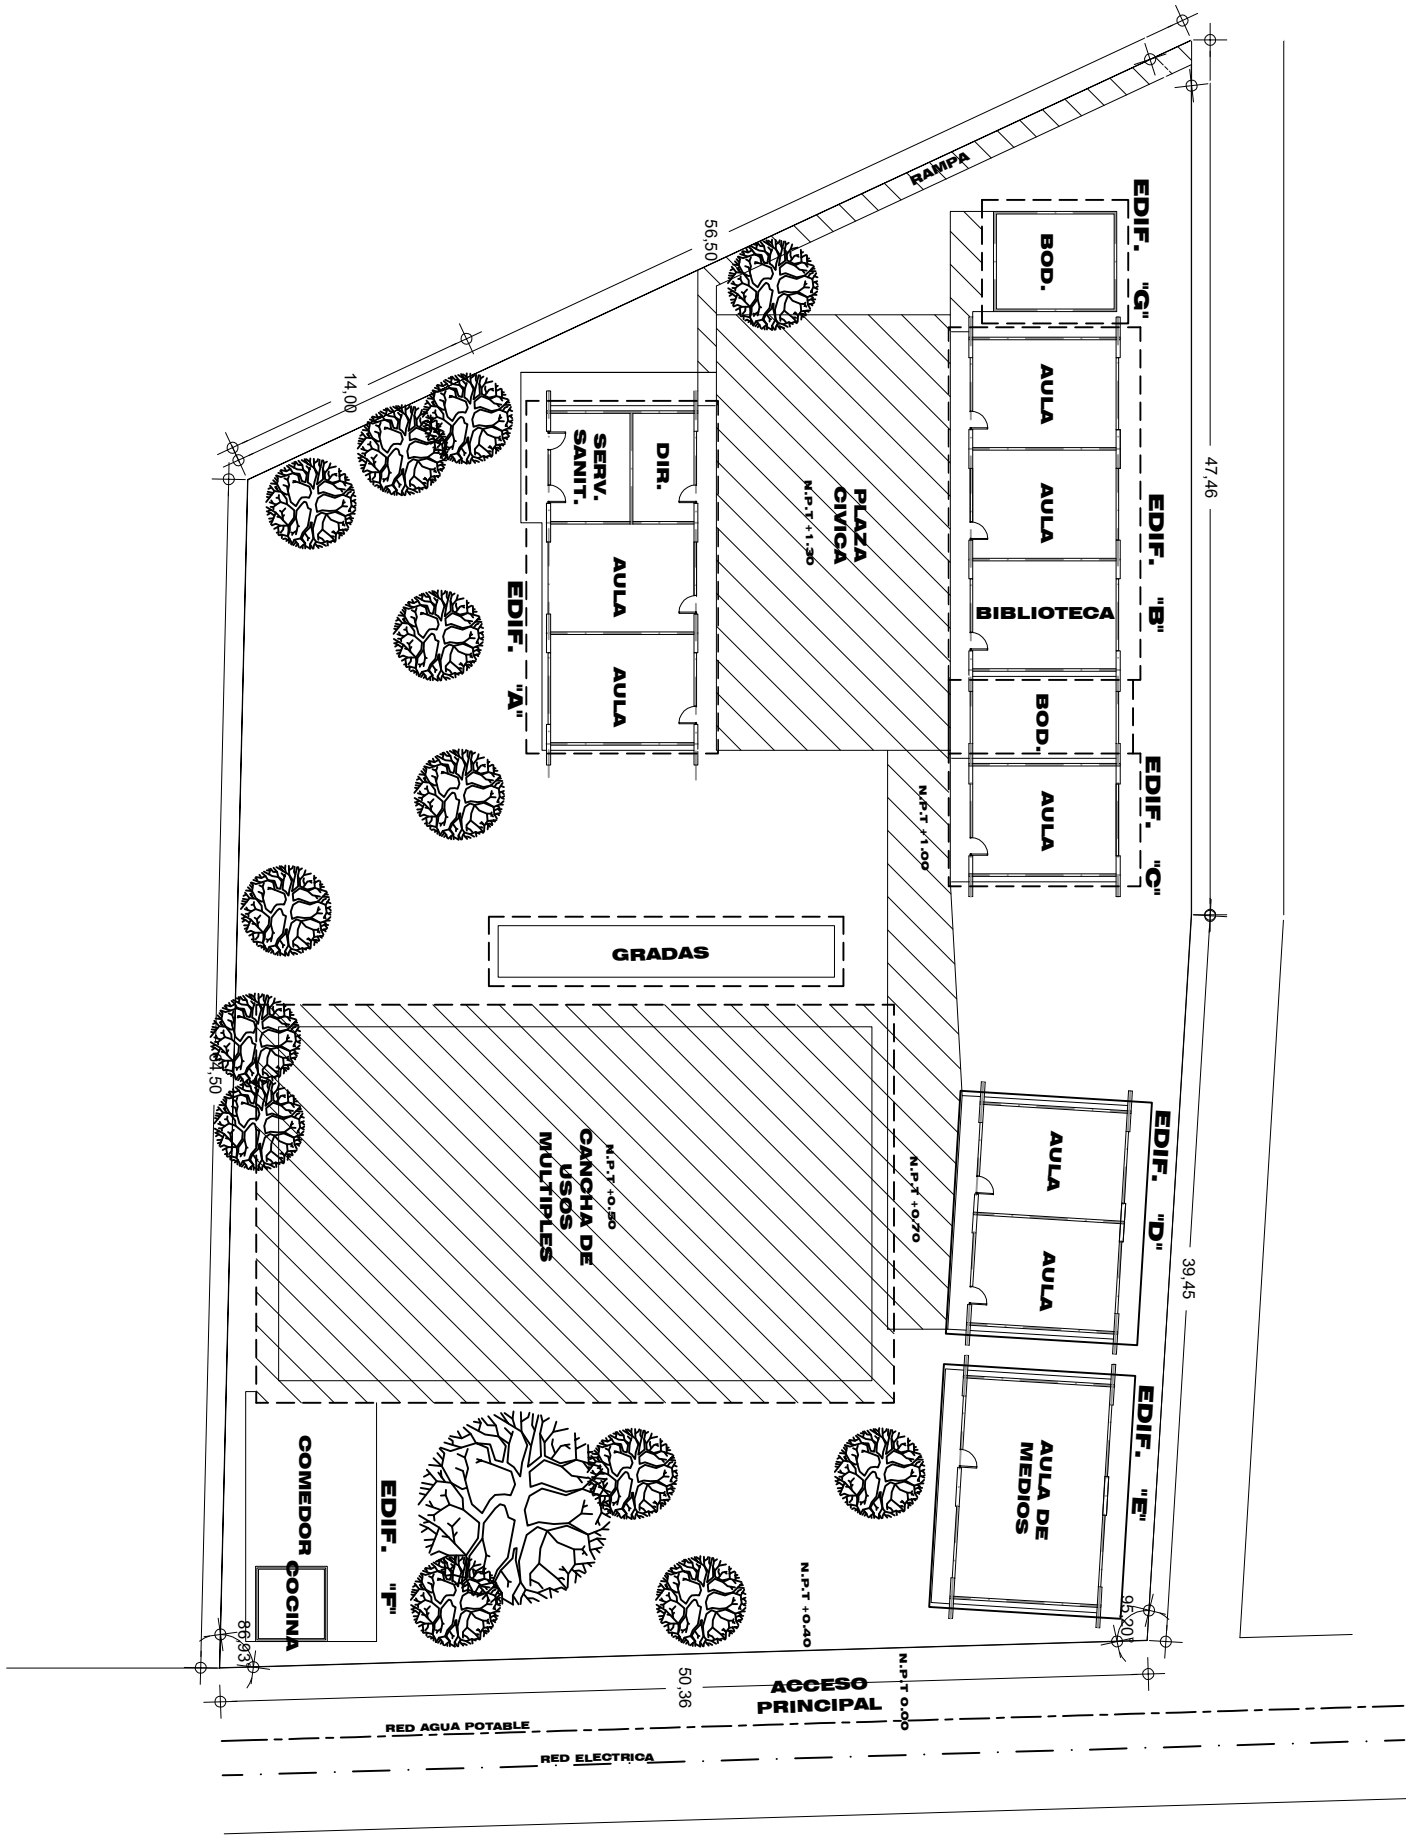 RAMPA
56,50
14,00
47,46
EDIF. "G"
BOD.
AULA
AULA
BIBLIOTECA
EDIF. "B"
BOD.
AULA
EDIF. "C"
PLAZA
CIVICA
N.P.T +1.30
DIR.
SERV.
SANIT.
AULA
AULA
EDIF. "A"
N.P.T +1.00
GRADAS
CANCHA DE
USOS
MULTIPLES
N.P.T +0.50
N.P.T +0.70
AULA
AULA
EDIF. "D"
39,45
AULA DE
MEDIOS
EDIF. "E"
COMEDOR
COCINA
EDIF. "F"
N.P.T +0.40
86,93°
50,36
ACCESO
PRINCIPAL
N.P.T 0.00
RED AGUA POTABLE
RED ELECTRICA